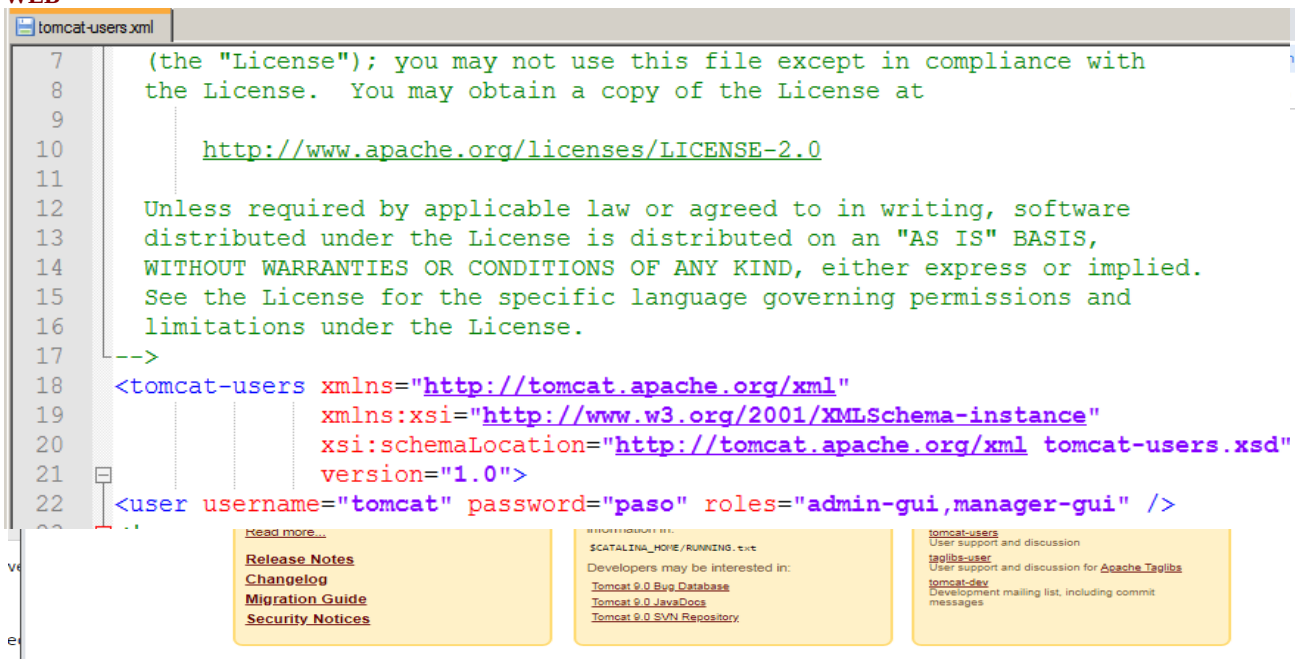 WEB
tomcat-users.xml
7 (the "License"); you may not use this file except in compliance with
8 the License.  You may obtain a copy of the License at
9
10 http://www.apache.org/licenses/LICENSE-2.0
11
12 Unless required by applicable law or agreed to in writing, software
13 distributed under the License is distributed on an "AS IS" BASIS,
14 WITHOUT WARRANTIES OR CONDITIONS OF ANY KIND, either express or implied.
15 See the License for the specific language governing permissions and
16 limitations under the License.
17 -->
18 <tomcat-users xmlns="http://tomcat.apache.org/xml"
19 xmlns:xsi="http://www.w3.org/2001/XMLSchema-instance"
20 xsi:schemaLocation="http://tomcat.apache.org/xml tomcat-users.xsd"
21 version="1.0">
22 <user username="tomcat" password="paso" roles="admin-gui,manager-gui" />
Read more...
Release Notes
Changelog
Migration Guide
Security Notices
information in:
$CATALINA_HOME/RUNNING.txt
Developers may be interested in:
Tomcat 9.0 Bug Database
Tomcat 9.0 JavaDocs
Tomcat 9.0 SVN Repository
tomcat-users
User support and discussion
taglibs-user
User support and discussion for Apache Taglibs
tomcat-dev
Development mailing list, including commit
messages